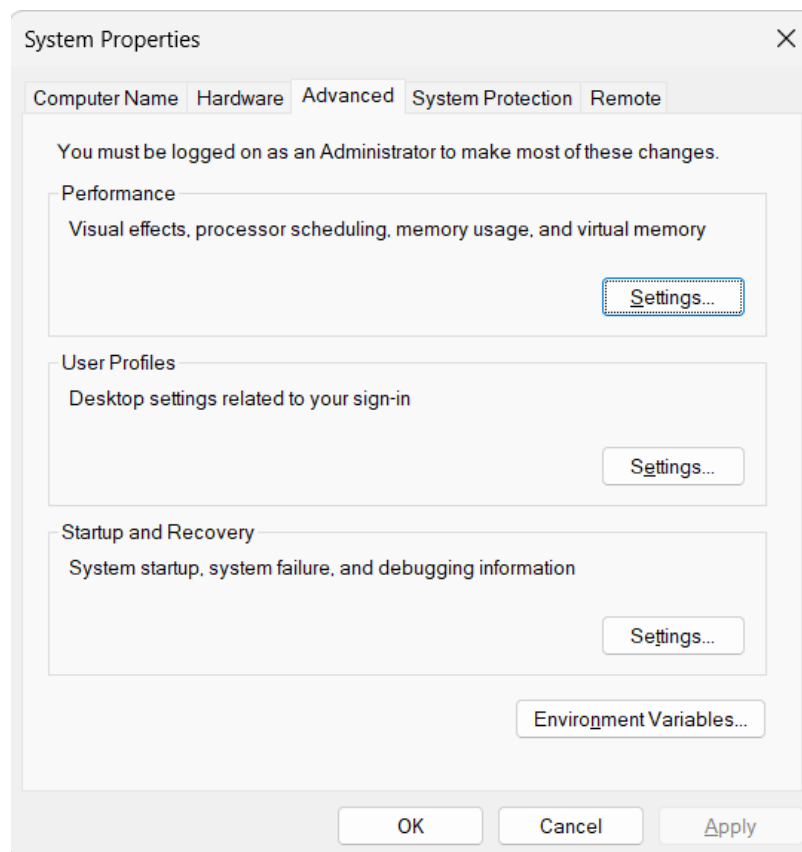 System Properties
Computer Name Hardware Advanced System Protection Remote
You must be logged on as an Administrator to make most of these changes.
Performance
Visual effects, processor scheduling, memory usage, and virtual memory
Settings...
User Profiles
Desktop settings related to your sign-in
Settings...
Startup and Recovery
System startup, system failure, and debugging information
Settings...
Environment Variables...
OK Cancel Apply